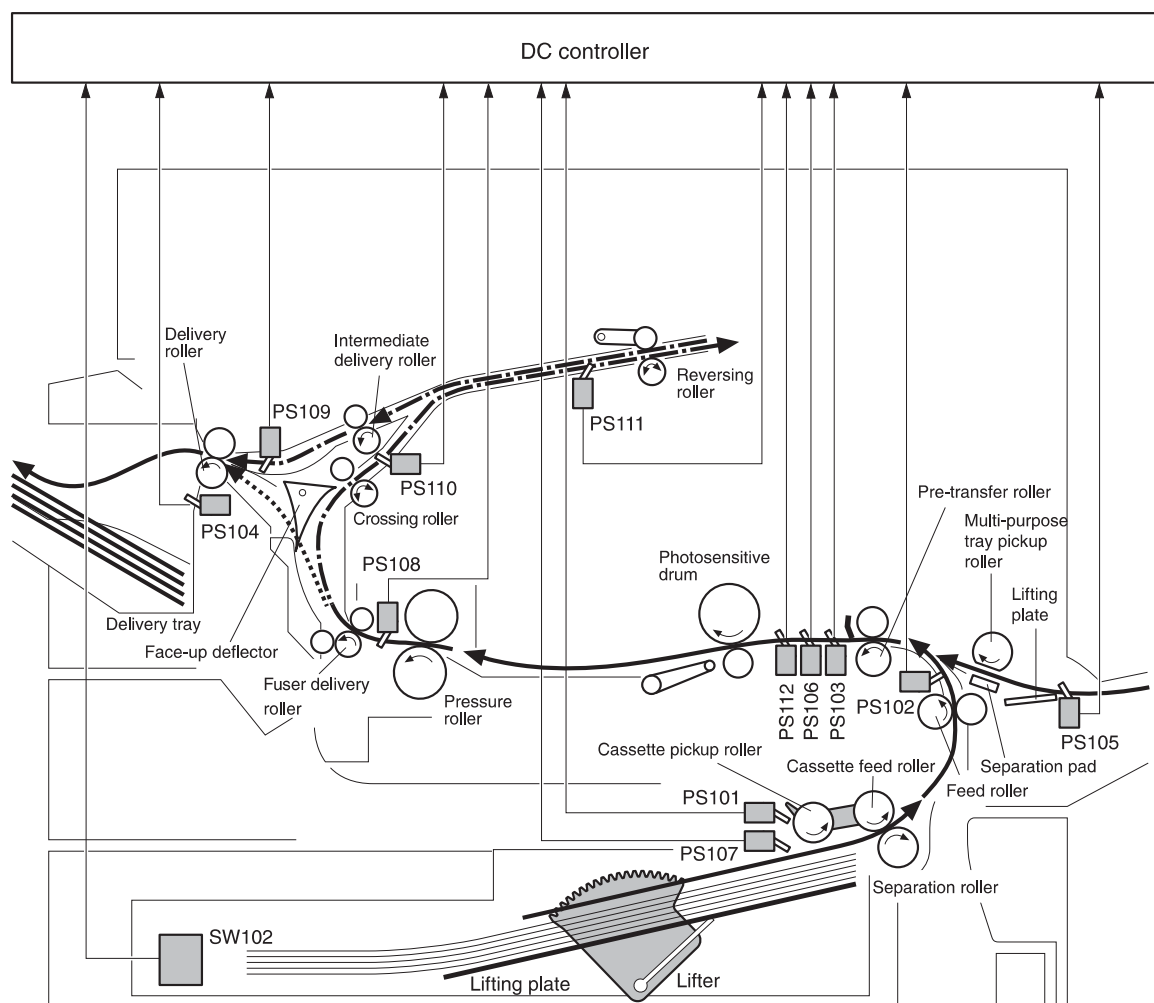 DC controller
Delivery
roller
Intermediate
delivery roller
Reversing
roller
PS109
PS111
PS110
PS104
Crossing roller
Pre-transfer roller
Multi-purpose
tray pickup
roller
Photosensitive
drum
PS108
Lifting
plate
Delivery tray
Face-up deflector
Fuser delivery
roller
Pressure
roller
PS112
PS106
PS103
PS102
PS105
Cassette pickup roller
Cassette feed roller
Separation pad
Feed roller
PS101
PS107
Separation roller
SW102
Lifting plate
Lifter